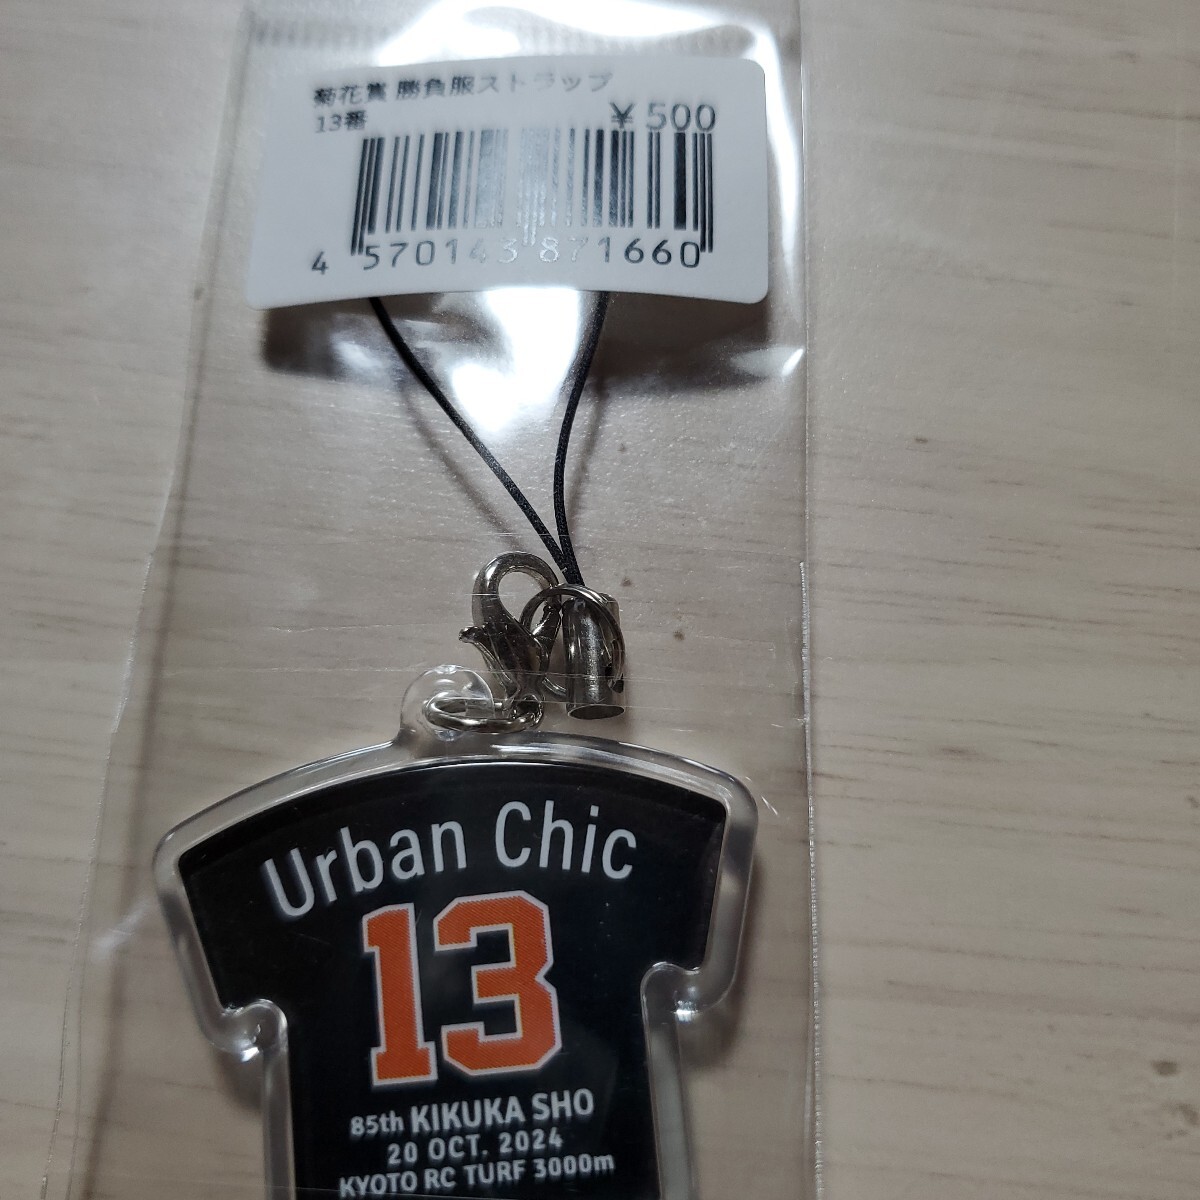 菊花賞 勝負服ストラップ
13番
¥500
4 570143 871660
Urban Chic
13
85th KIKUKA SHO
20 OCT. 2024
KYOTO RC TURF 3000m